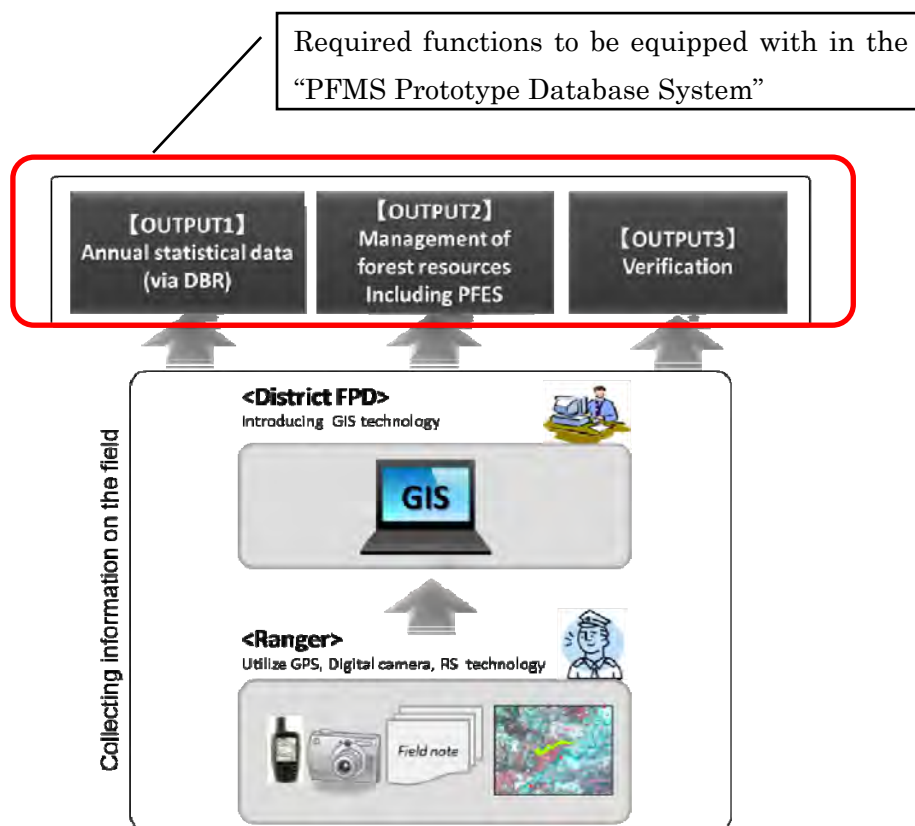 Required functions to be equipped with in the
“PFMS Prototype Database System”
【OUTPUT1】
Annual statistical data
(via DBR)
【OUTPUT2】
Management of
forest resources
Including PFES
【OUTPUT3】
Verification
Collecting information on the field
<District FPD>
Introducing GIS technology
GIS
<Ranger>
Utilize GPS, Digital camera, RS technology
Field note